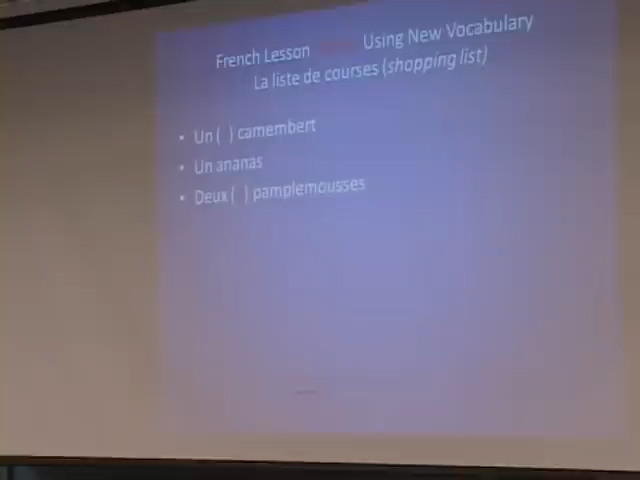 French Lesson Using New Vocabulary
La liste de courses (shopping list)
• Un ( ) camembert
• Un ananas
• Deux ( ) pamplemousses